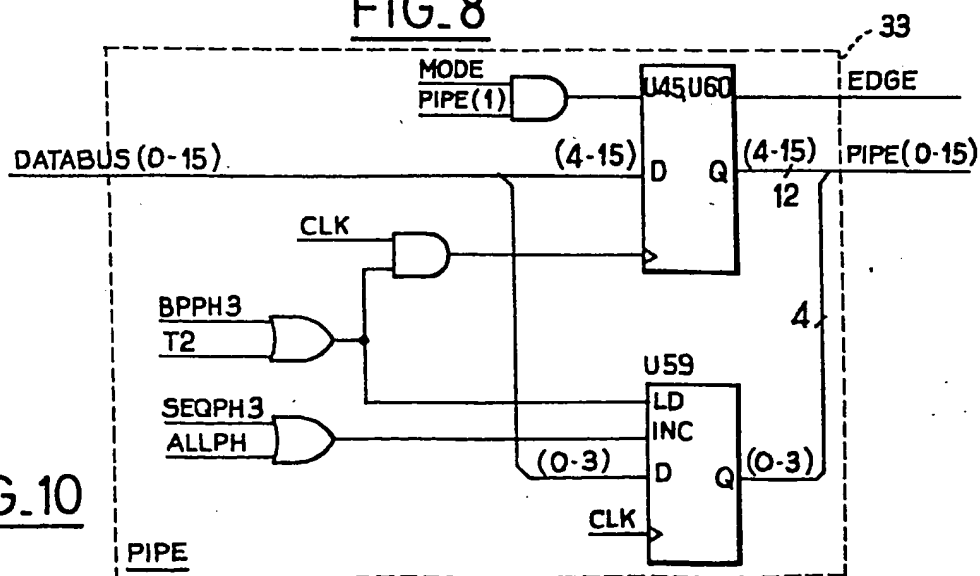 FIG_8
33
MODE
PIPE(1)
U45,U60
EDGE
DATABUS(0-15)
(4-15)
D
Q
(4-15)
12
PIPE(0-15)
CLK
BPPH3
T2
4
U59
LD
SEQPH3
ALLPH
INC
(0-3)
D
Q
(0-3)
G_10
CLK
PIPE